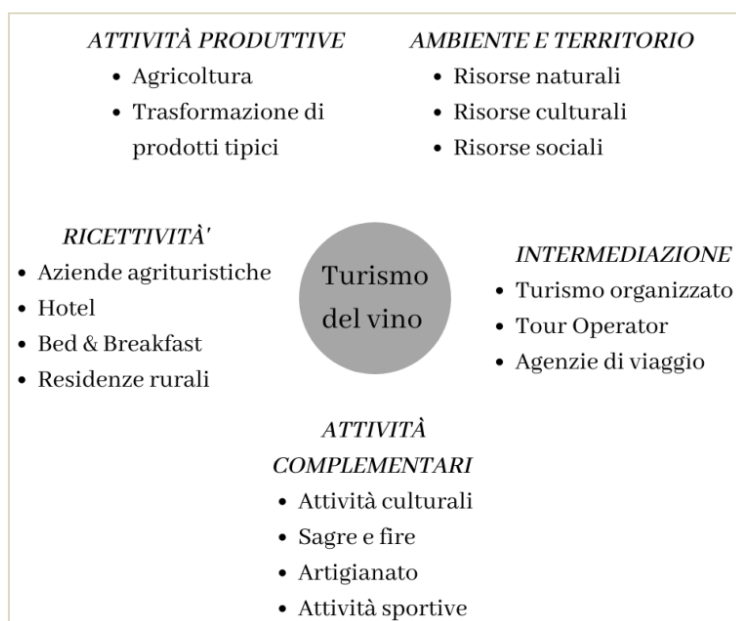 ATTIVITÀ PRODUTTIVE
• Agricoltura
• Trasformazione di
prodotti tipici
AMBIENTE E TERRITORIO
• Risorse naturali
• Risorse culturali
• Risorse sociali
RICETTIVITÀ'
• Aziende agrituristiche
• Hotel
• Bed & Breakfast
• Residenze rurali
Turismo
del vino
INTERMEDIAZIONE
• Turismo organizzato
• Tour Operator
• Agenzie di viaggio
ATTIVITÀ
COMPLEMENTARI
• Attività culturali
• Sagre e fire
• Artigianato
• Attività sportive